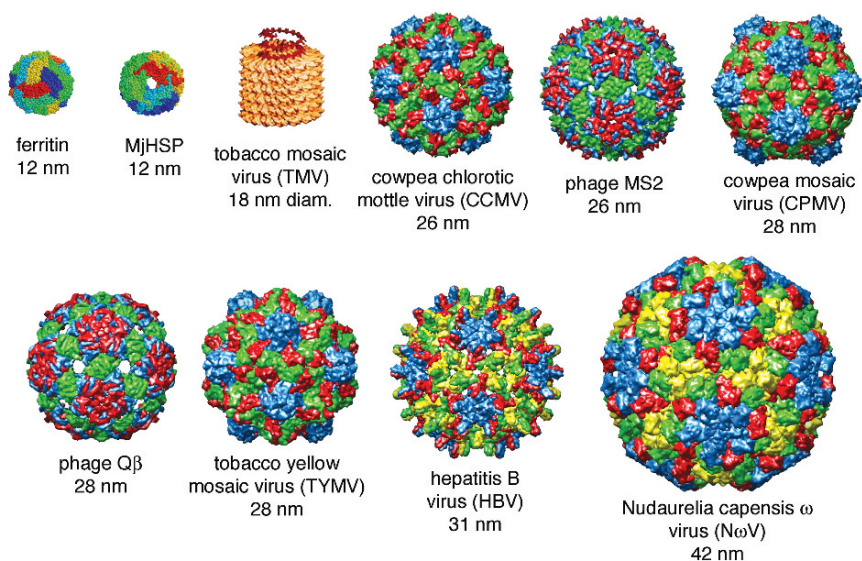 ferritin
12 nm
MjHSP
12 nm
tobacco mosaic
virus (TMV)
18 nm diam.
cowpea chlorotic
mottle virus (CCMV)
26 nm
phage MS2
26 nm
cowpea mosaic
virus (CPMV)
28 nm
phage Qβ
28 nm
tobacco yellow
mosaic virus (TYMV)
28 nm
hepatitis B
virus (HBV)
31 nm
Nudaurelia capensis ω
virus (NωV)
42 nm